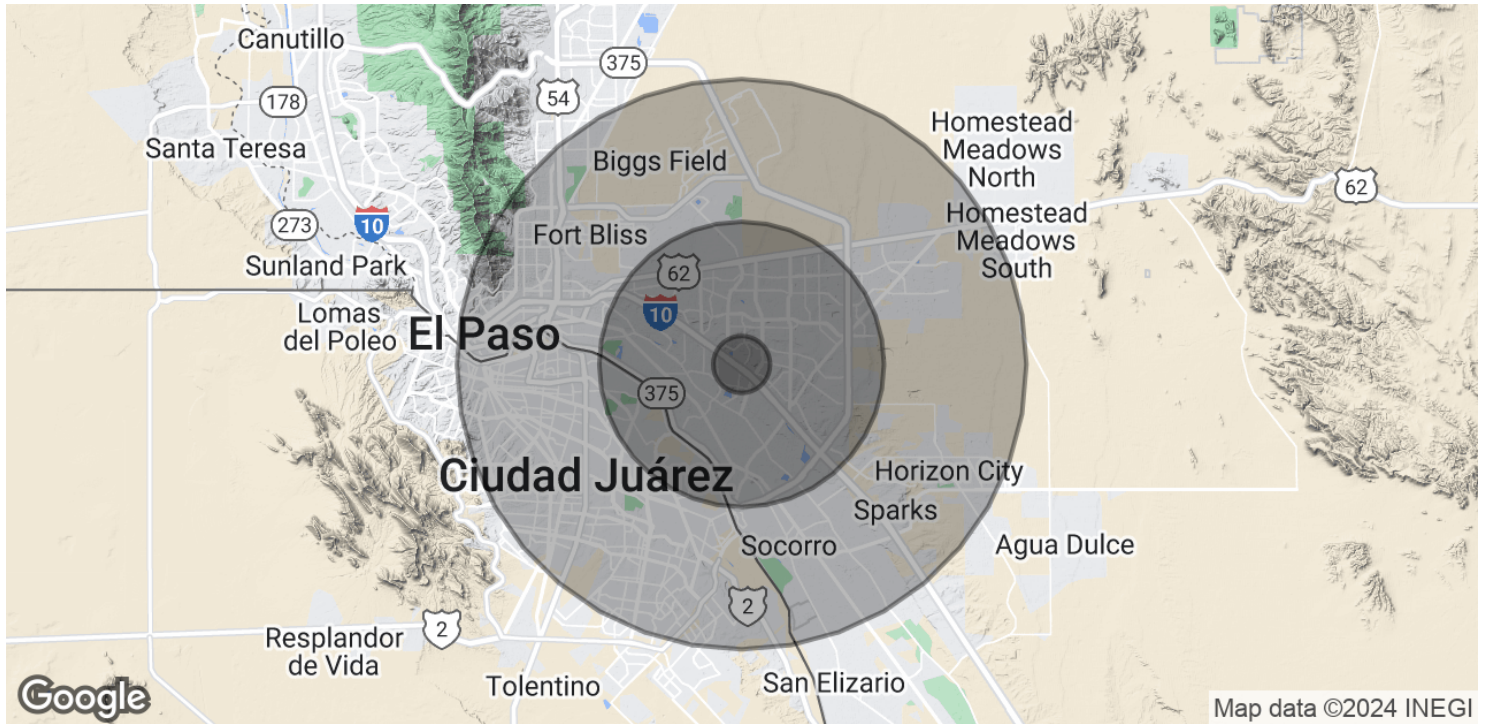 Canutillo
375
54
178
Homestead
Meadows
North
Santa Teresa
Biggs Field
62
273
10
Fort Bliss
Homestead
Meadows
South
Sunland Park
62
10
Lomas
del Poleo
El Paso
375
Ciudad Juárez
Horizon City
Sparks
Socorro
Agua Dulce
2
2
Resplandor
de Vida
Tolentino
San Elizario
Google
Map data ©2024 INEGI